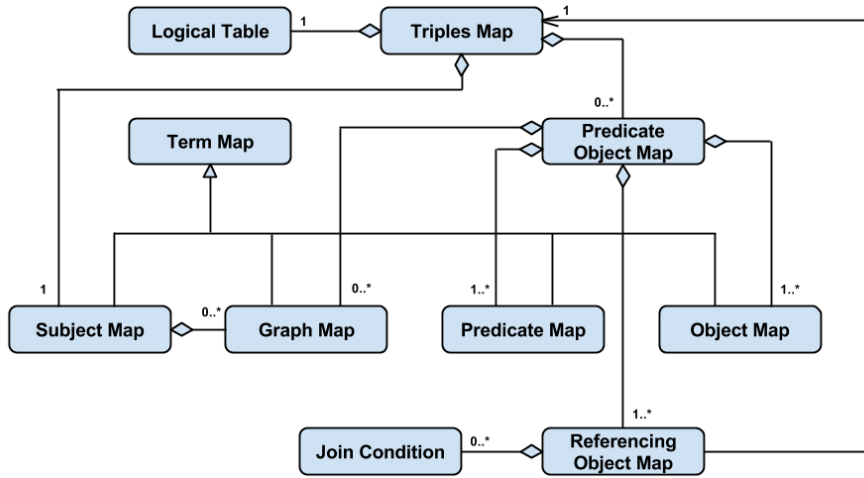 Logical Table
1
Triples Map
1
0..*
Term Map
Predicate
Object Map
1
0..*
0..*
1..*
1..*
Subject Map
Graph Map
Predicate Map
Object Map
1..*
Join Condition
0..*
Referencing
Object Map